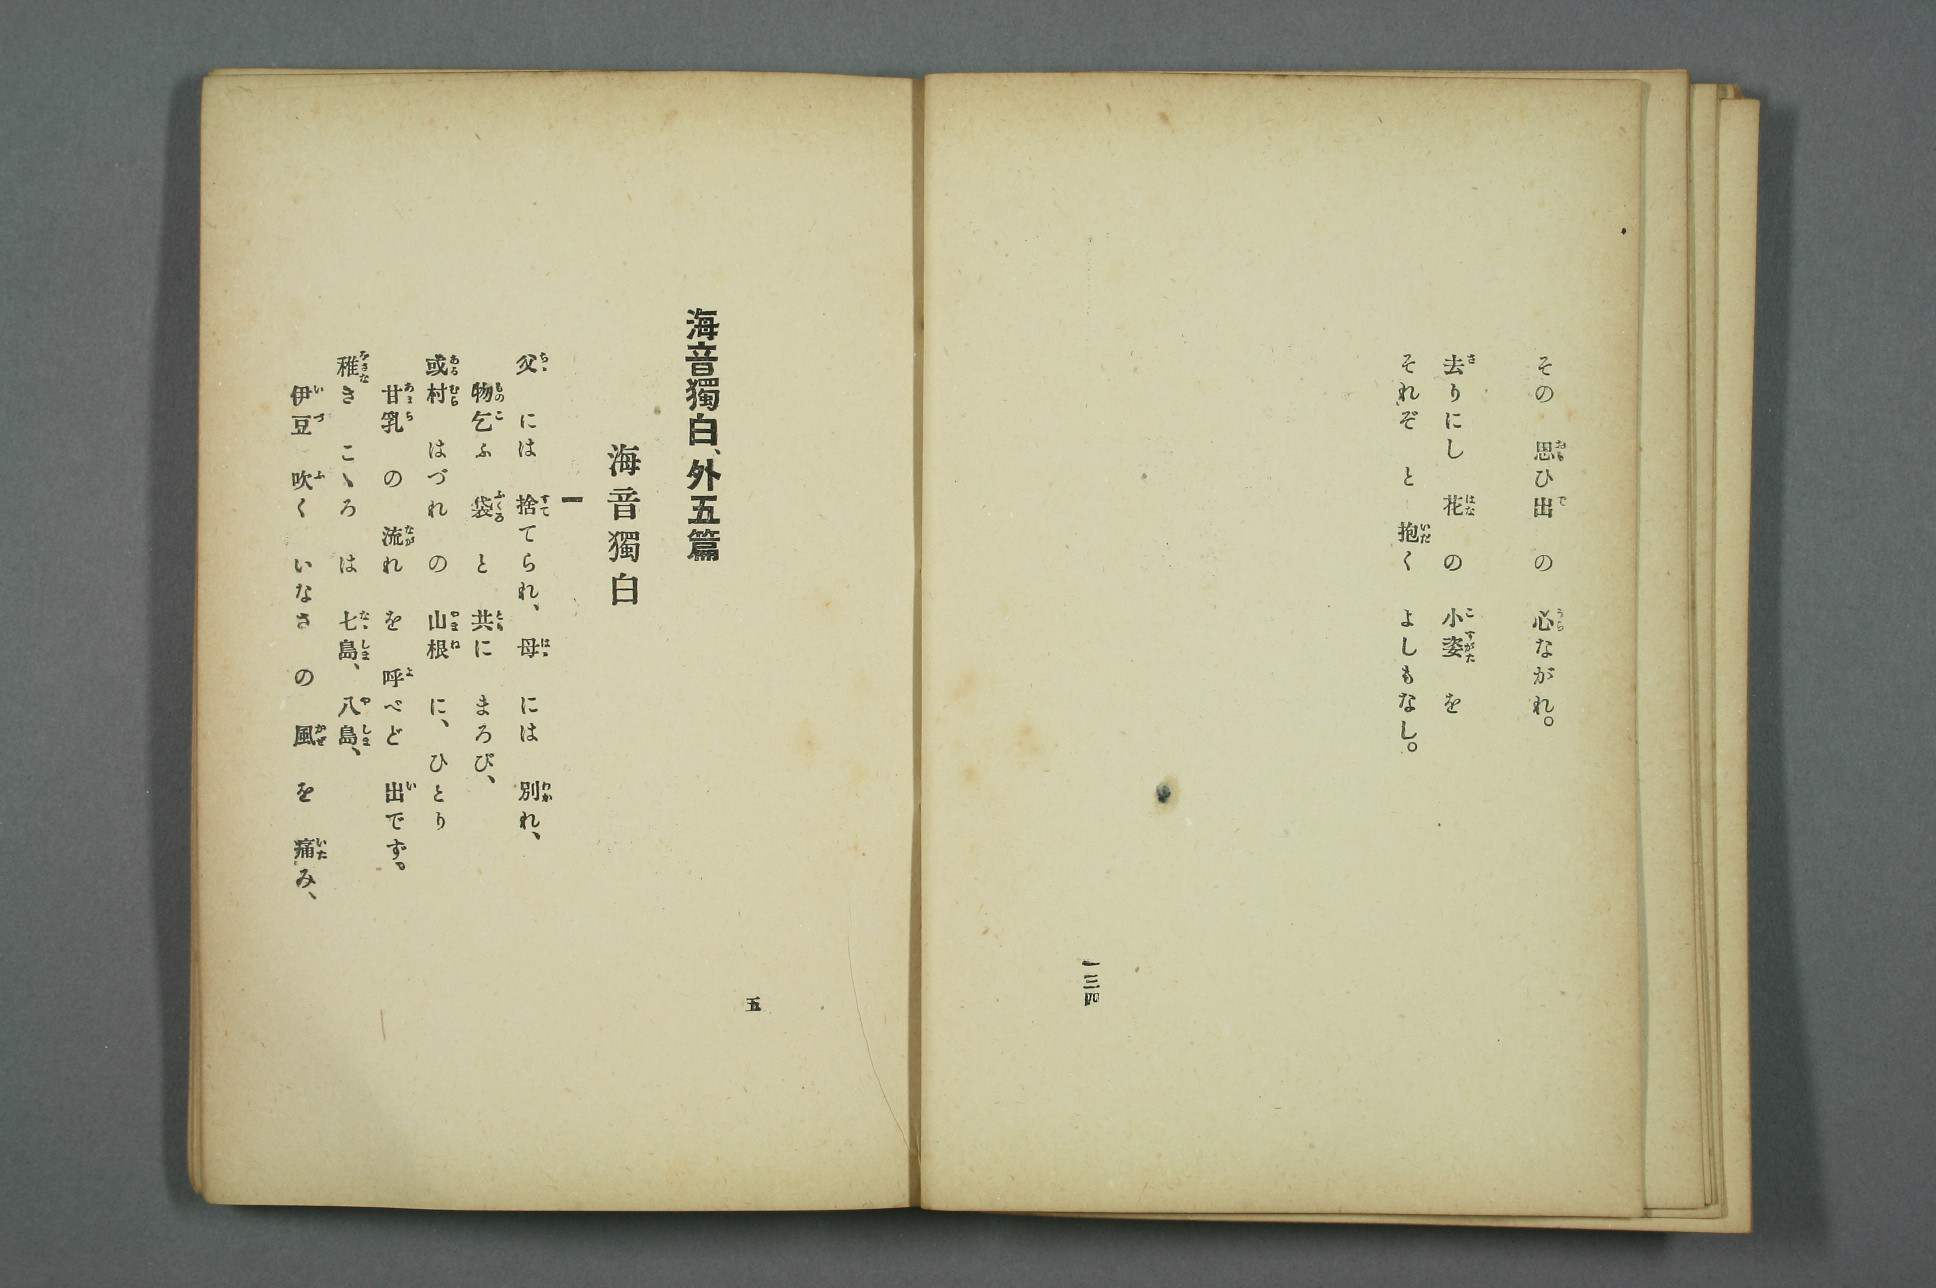 その 思ひ出 の 心ながれ。
去りにし 花 の 小姿 を
それぞ と 抱く よしもなし。
一三四
五
海音獨白、外五篇
海音獨白
一
父 には 捨てられ、母 には 別れ、
物乞ふ 袋 と 共に まろび、
或村 はづれ の 山根 に、ひとり
甘乳 の 流れ を 呼べど 出でず。
稚き こゝろ は 七島、八島、
伊豆 吹く いなさ の 風 を 痛み、